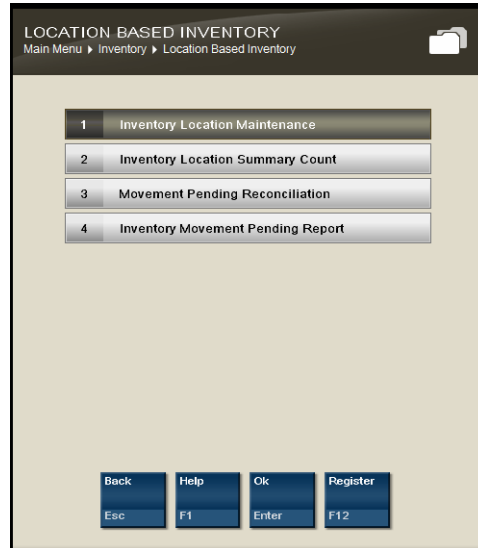 LOCATION BASED INVENTORY
Main Menu ▸ Inventory ▸ Location Based Inventory
1 Inventory Location Maintenance
2 Inventory Location Summary Count
3 Movement Pending Reconciliation
4 Inventory Movement Pending Report
Back Help Ok Register
Esc F1 Enter F12